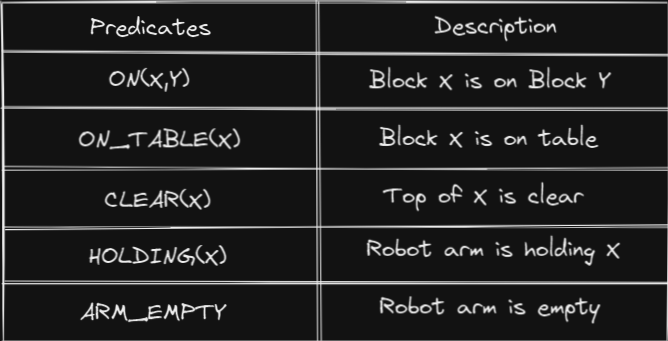 Predicates Description
ON(X,Y) Block X is on Block Y
ON_TABLE(X) Block X is on table
CLEAR(X) Top of X is clear
HOLDING(X) Robot arm is holding X
ARM_EMPTY Robot arm is empty